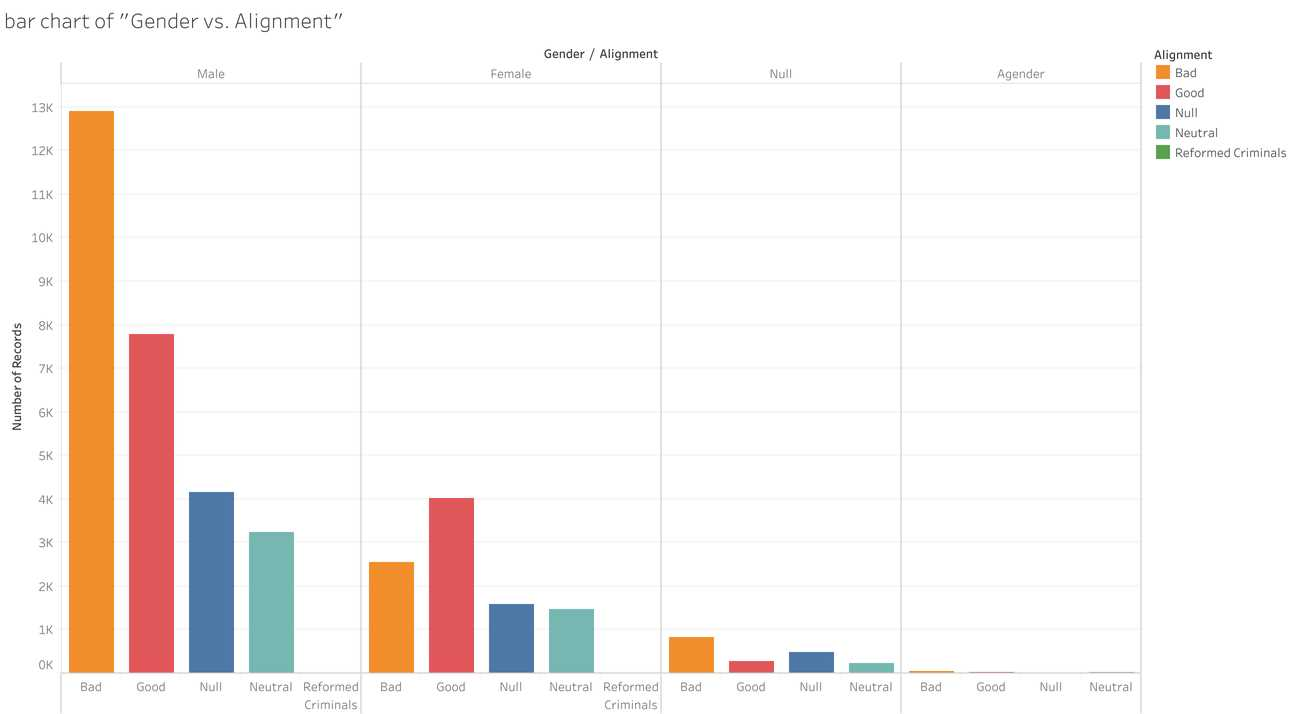 bar chart of "Gender vs. Alignment"
Gender / Alignment
Male Female Null Agender
Alignment
Bad
Good
Null
Neutral
Reformed Criminals
Number of Records
13K
12K
11K
10K
9K
8K
7K
6K
5K
4K
3K
2K
1K
0K
Bad Good Null Neutral Reformed Criminals Bad Good Null Neutral Reformed Criminals Bad Good Null Neutral Bad Good Null Neutral